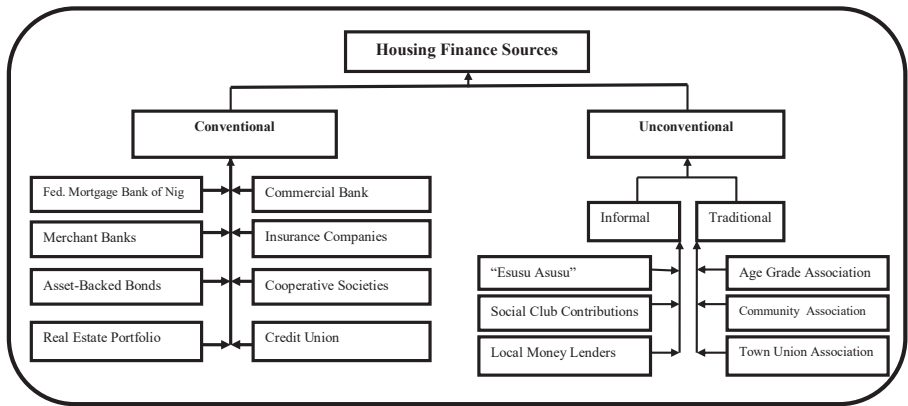 Housing Finance Sources
Conventional
Unconventional
Fed. Mortgage Bank of Nig
Commercial Bank
Merchant Banks
Insurance Companies
Asset-Backed Bonds
Cooperative Societies
Real Estate Portfolio
Credit Union
Informal
Traditional
“Esusu Asusu”
Age Grade Association
Social Club Contributions
Community Association
Local Money Lenders
Town Union Association